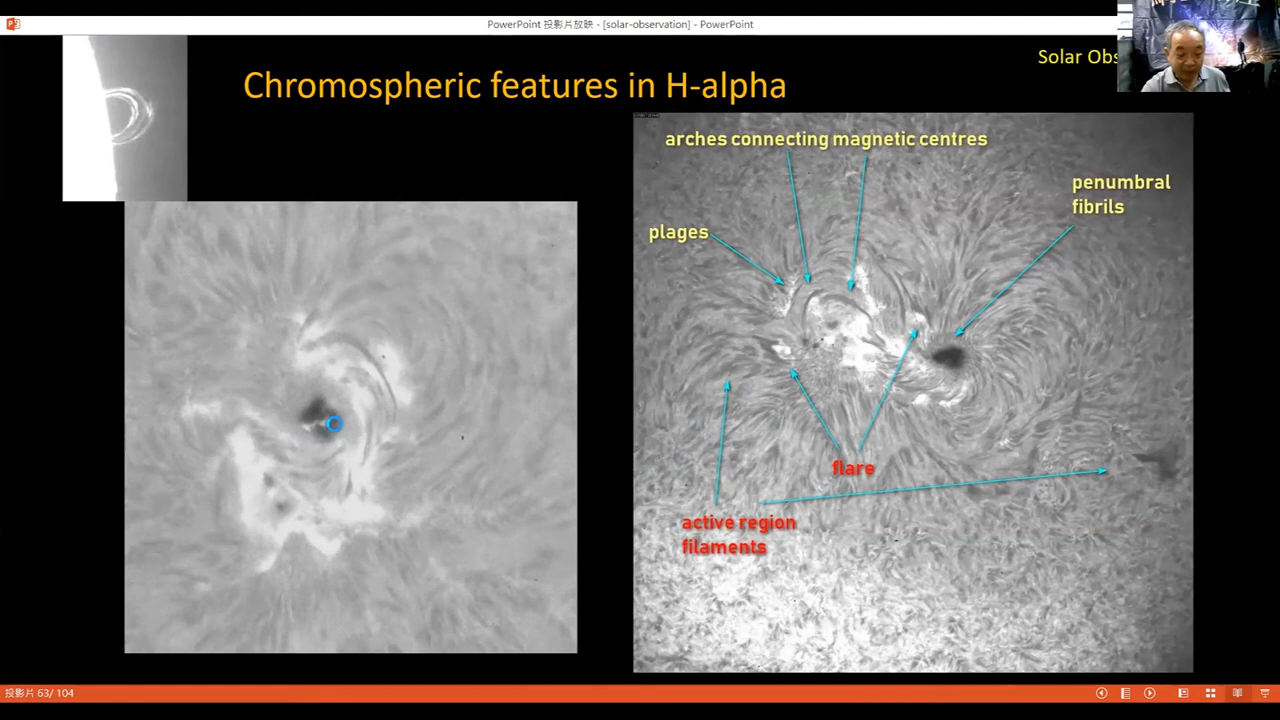 PowerPoint 投影片放映 - [solar-observation] - PowerPoint
Solar Obs
Chromospheric features in H-alpha
arches connecting magnetic centres
penumbral
fibrils
plages
flare
active region
filaments
投影片 63/ 104